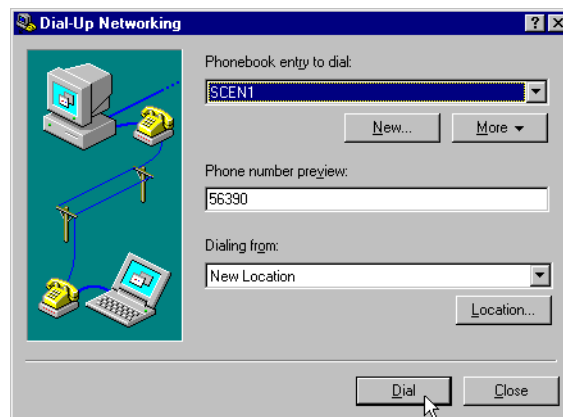 Dial-Up Networking
Phonebook entry to dial:
SCEN1
New...
More
Phone number preview:
56390
Dialing from:
New Location
Location...
Dial
Close